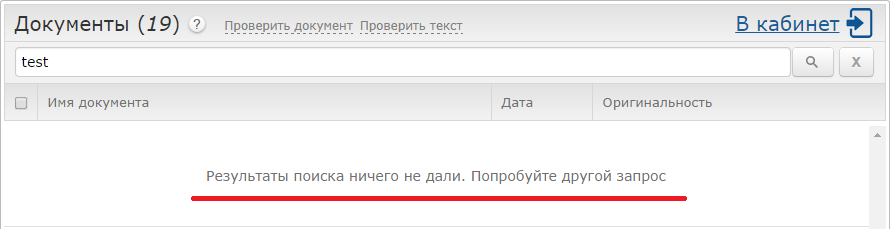 Документы (19) ? Проверить документ Проверить текст В кабинет
test X
Имя документа Дата Оригинальность
Результаты поиска ничего не дали. Попробуйте другой запрос